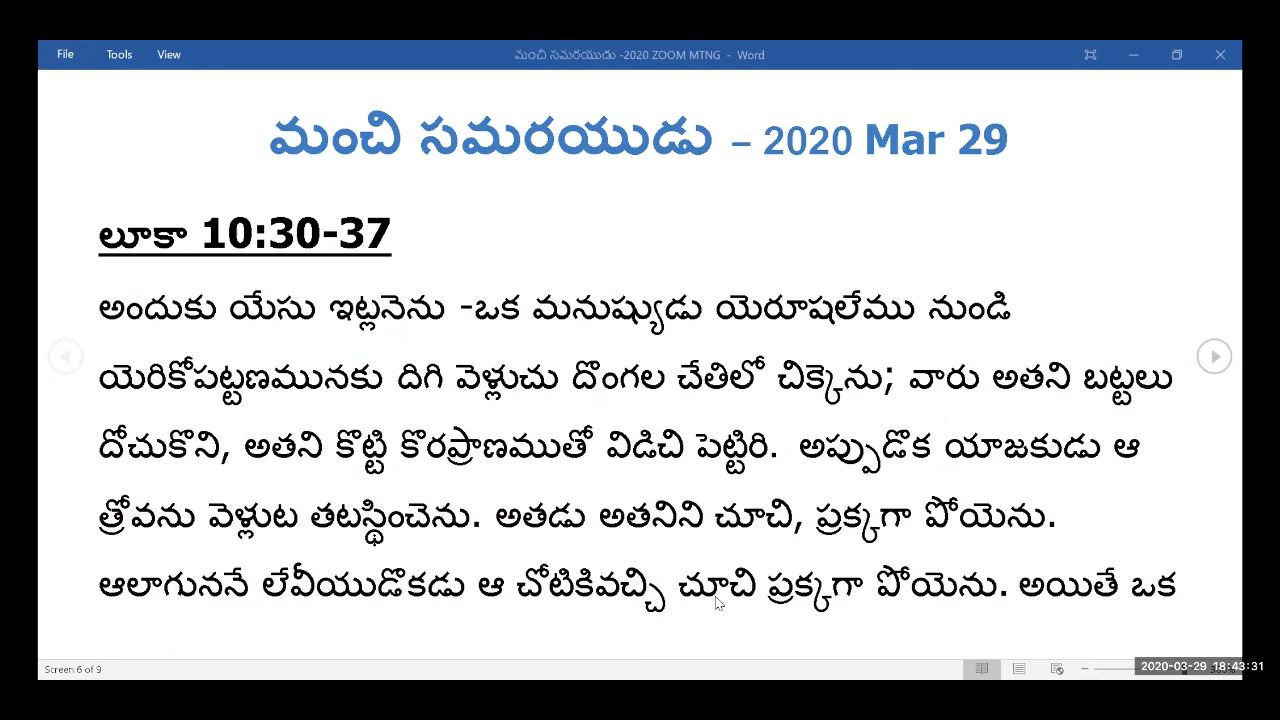 File Tools View మంచి సమరయుడు -2020 ZOOM MTNG - Word
మంచి సమరయుడు – 2020 Mar 29
లూకా 10:30-37
అందుకు యేసు ఇట్లనెను -ఒక మనుష్యుడు యెరూషలేము నుండి
యెరికోపట్టణమునకు దిగి వెళ్లుచు దొంగల చేతిలో చిక్కెను; వారు అతని బట్టలు
దోచుకొని, అతని కొట్టి కొరప్రాణముతో విడిచి పెట్టిరి. అప్పుడొక యాజకుడు ఆ
త్రోవను వెళ్లుట తటస్థించెను. అతడు అతనిని చూచి, ప్రక్కగా పోయెను.
ఆలాగుననే లేవీయుడొకడు ఆ చోటికివచ్చి చూచి ప్రక్కగా పోయెను. అయితే ఒక
Screen 6 of 9
2020-03-29 18:43:31